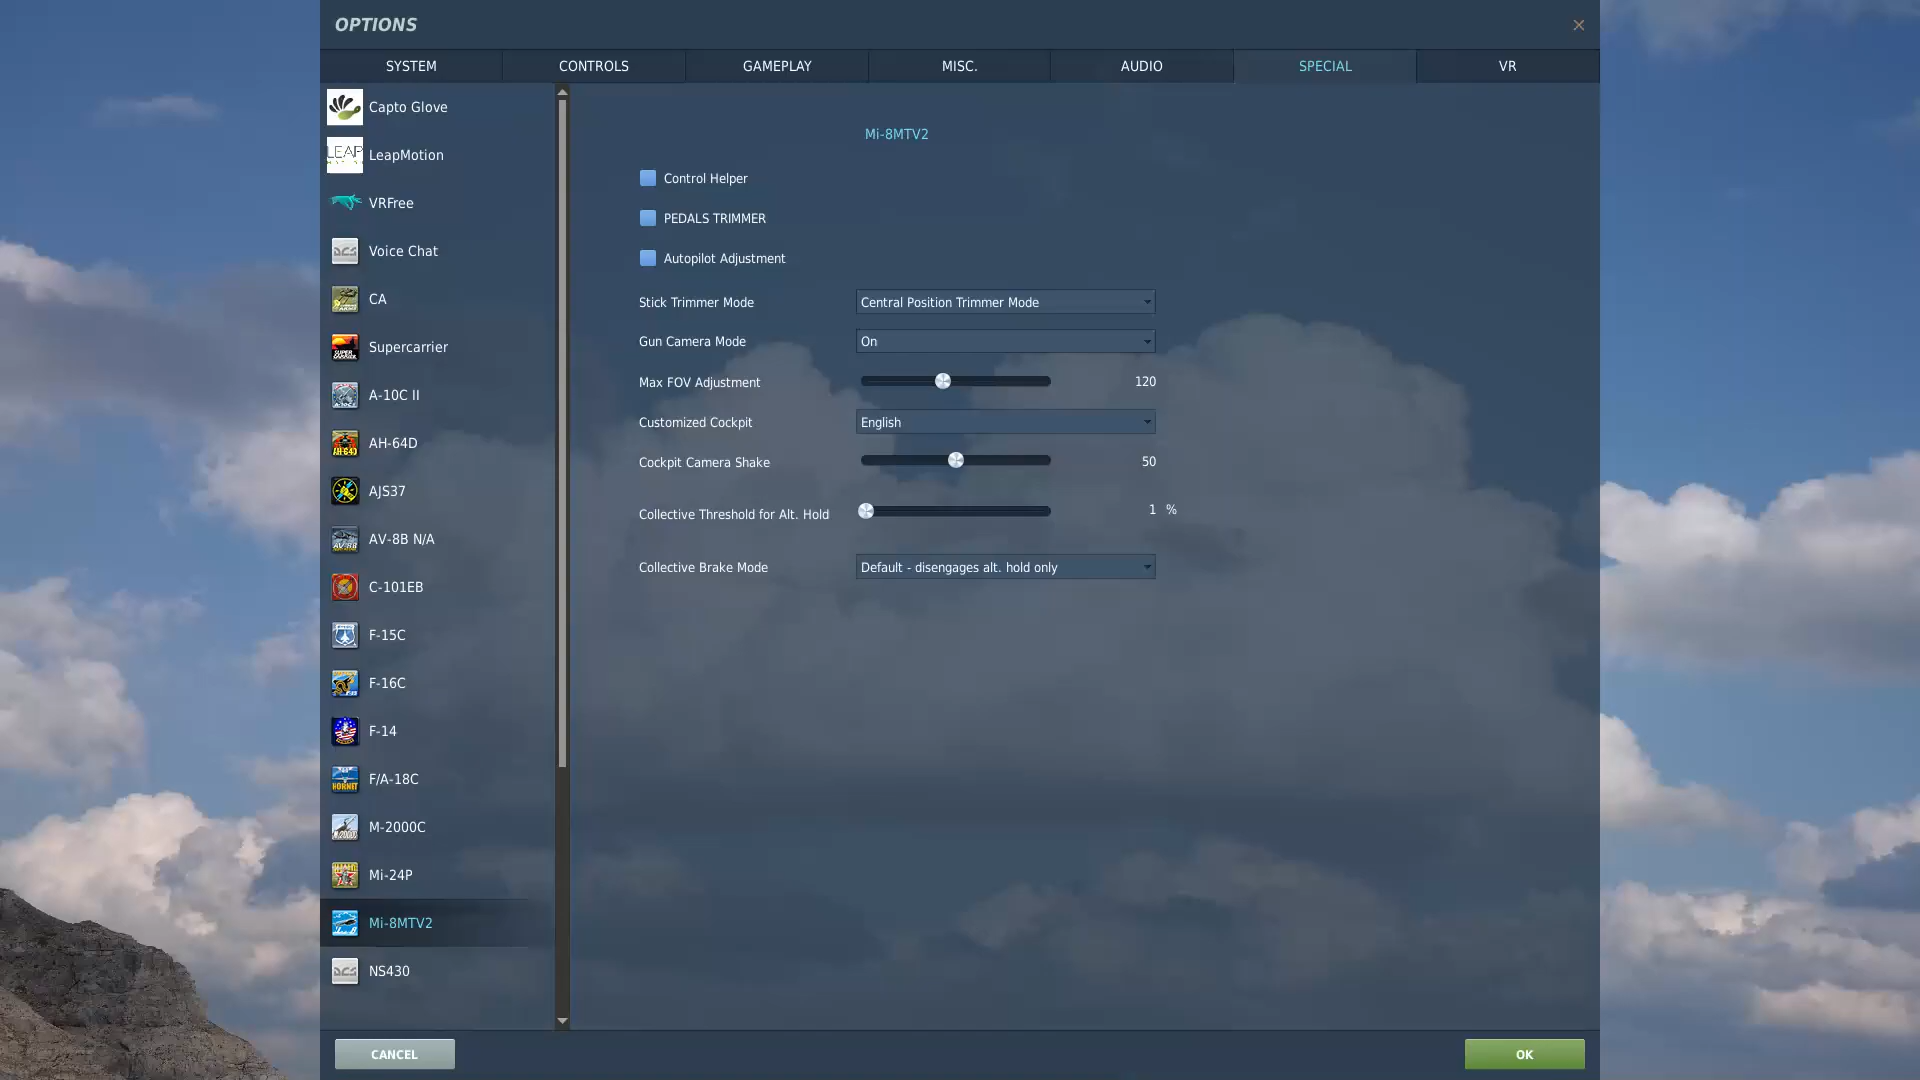 OPTIONS
SYSTEM CONTROLS GAMEPLAY MISC. AUDIO SPECIAL VR
Capto Glove
LEAP
LeapMotion
VRFree
Voice Chat
CA
Supercarrier
A-10C II
AH-64D
AJS37
AV-8B N/A
C-101EB
F-15C
F-16C
F-14
F/A-18C
M-2000C
Mi-24P
Mi-8MTV2
NS430
Mi-8MTV2
Control Helper
PEDALS TRIMMER
Autopilot Adjustment
Stick Trimmer Mode Central Position Trimmer Mode
Gun Camera Mode On
Max FOV Adjustment 120
Customized Cockpit English
Cockpit Camera Shake 50
Collective Threshold for Alt. Hold 1 %
Collective Brake Mode Default - disengages alt. hold only
CANCEL OK